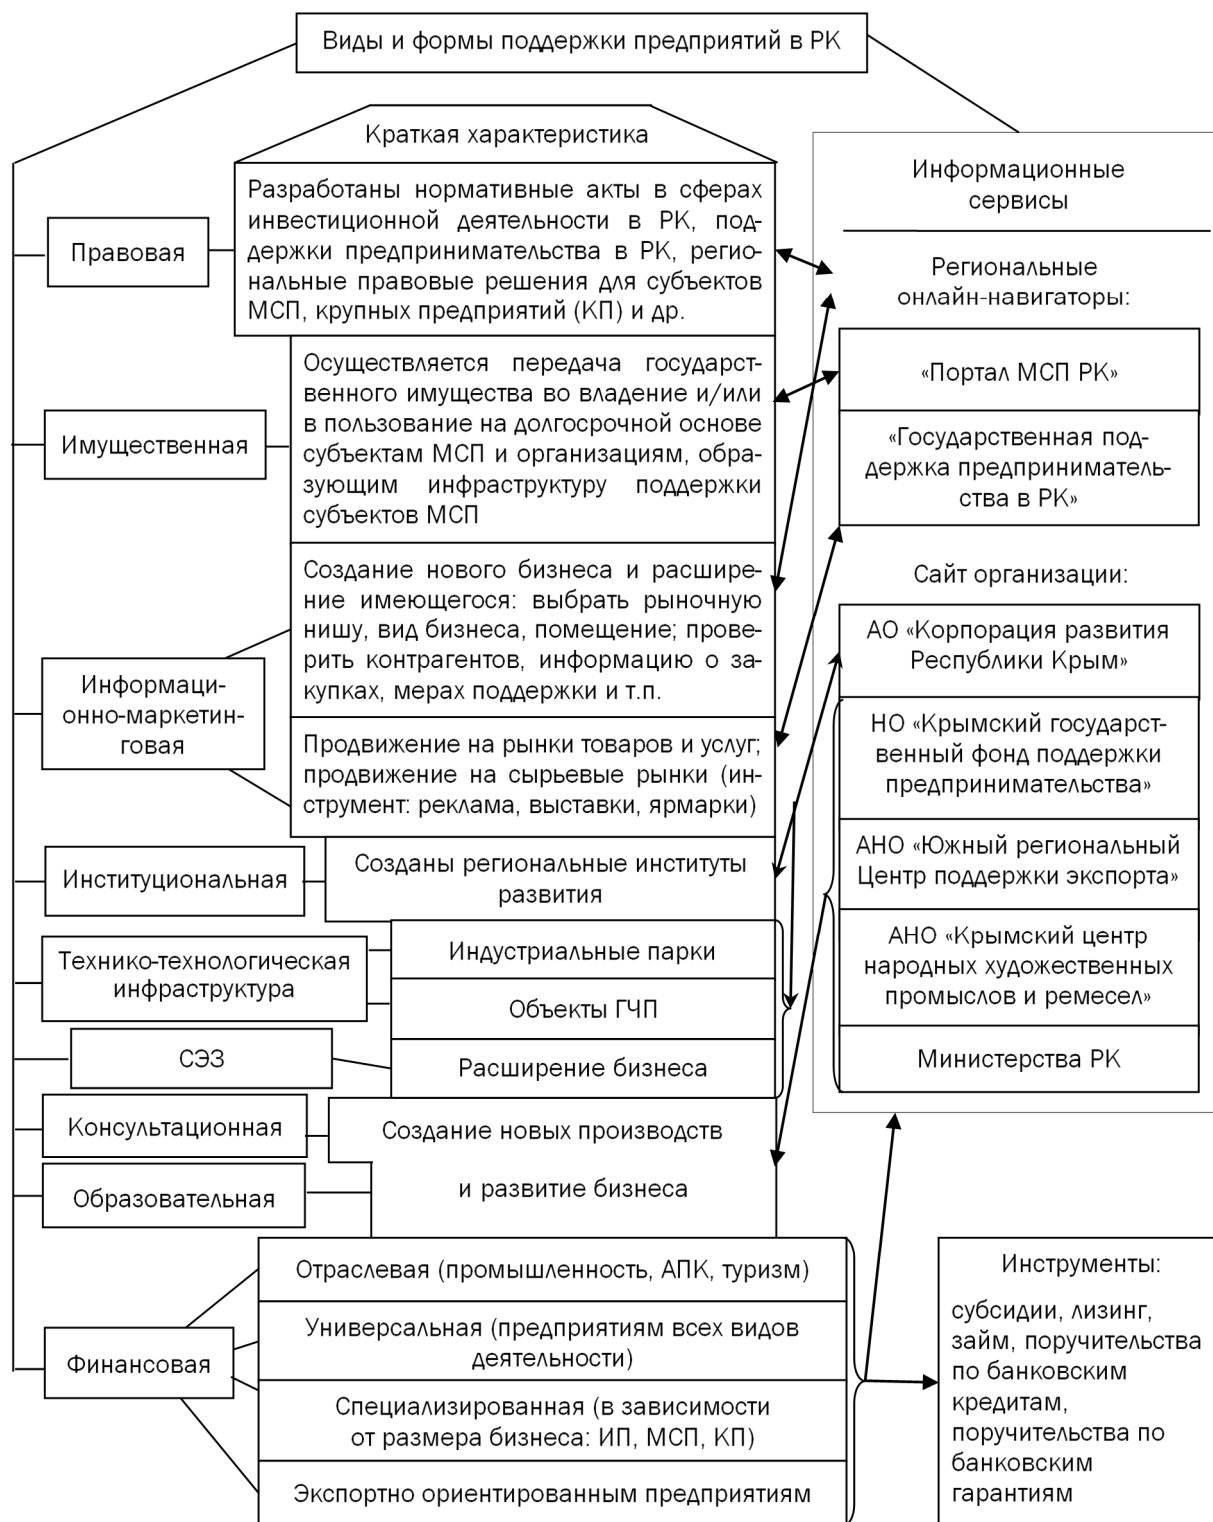 Виды и формы поддержки предприятий в РК
Краткая характеристика
Правовая
Разработаны нормативные акты в сферах
инвестиционной деятельности в РК, под-
держки предпринимательства в РК, регио-
нальные правовые решения для субъектов
МСП, крупных предприятий (КП) и др.
Имущественная
Осуществляется передача государст-
венного имущества во владение и/или
в пользование на долгосрочной основе
субъектам МСП и организациям, обра-
зующим инфраструктуру поддержки
субъектов МСП
Информаци-
онно-маркетин-
говая
Создание нового бизнеса и расшире-
ние имеющегося: выбрать рыночную
нишу, вид бизнеса, помещение; прове-
рить контрагентов, информацию о за-
купках, мерах поддержки и т.п.
Продвижение на рынки товаров и услуг;
продвижение на сырьевые рынки (ин-
струмент: реклама, выставки, ярмарки)
Институциональная
Созданы региональные институты
развития
Технико-технологическая
инфраструктура
Индустриальные парки
Объекты ГЧП
СЭЗ
Расширение бизнеса
Консультационная
Создание новых производств
Образовательная
и развитие бизнеса
Финансовая
Отраслевая (промышленность, АПК, туризм)
Универсальная (предприятиям всех видов
деятельности)
Специализированная (в зависимости
от размера бизнеса: ИП, МСП, КП)
Экспортно ориентированным предприятиям
Информационные
сервисы
Региональные
онлайн-навигаторы:
«Портал МСП РК»
«Государственная под-
держка предприниматель-
ства в РК»
Сайт организации:
АО «Корпорация развития
Республики Крым»
НО «Крымский государст-
венный фонд поддержки
предпринимательства»
АНО «Южный региональный
Центр поддержки экспорта»
АНО «Крымский центр
народных художественных
промыслов и ремесел»
Министерства РК
Инструменты:
субсидии, лизинг,
займ, поручительства
по банковским
кредитам,
поручительства по
банковским
гарантиям